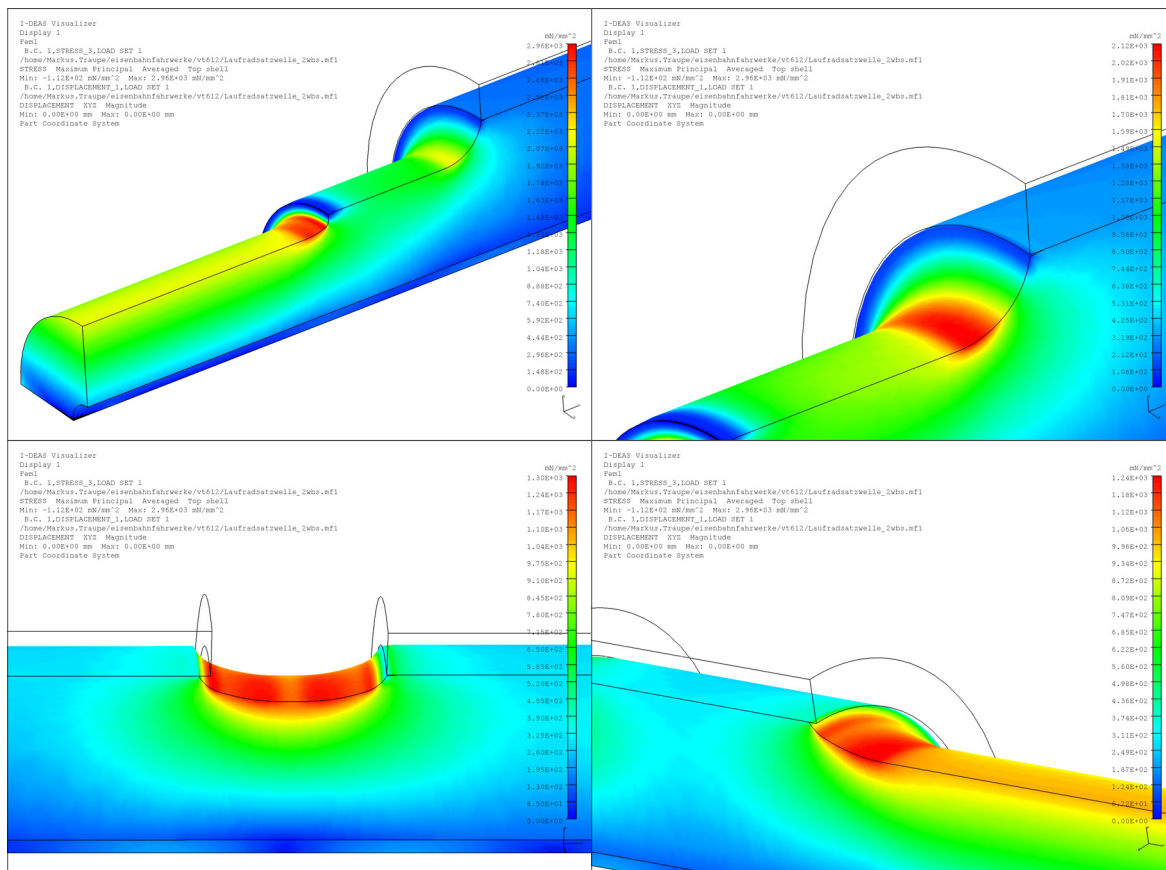 I-DEAS Visualizer
Display 1
Fem1
B.C. 1,STRESS_3,LOAD SET 1
/home/Markus.Traupe/eisenbahnfahrwerke/vt612/Laufradsatzwelle_2wbs.mf1
STRESS Maximum Principal Averaged Top shell
Min: -1.12E+02 mN/mm^2 Max: 2.96E+03 mN/mm^2
B.C. 1,DISPLACEMENT_1,LOAD SET 1
/home/Markus.Traupe/eisenbahnfahrwerke/vt612/Laufradsatzwelle_2wbs.mf1
DISPLACEMENT XYZ Magnitude
Min: 0.00E+00 mm Max: 0.00E+00 mm
Part Coordinate System
mN/mm^2
2.96E+03
2.22E+03
2.07E+03
1.92E+03
1.78E+03
1.63E+03
1.48E+03
1.18E+03
1.04E+03
8.88E+02
7.40E+02
5.92E+02
4.44E+02
2.96E+02
1.48E+02
0.00E+00
I-DEAS Visualizer
Display 1
Fem1
B.C. 1,STRESS_3,LOAD SET 1
/home/Markus.Traupe/eisenbahnfahrwerke/vt612/Laufradsatzwelle_2wbs.mf1
STRESS Maximum Principal Averaged Top shell
Min: -1.12E+02 mN/mm^2 Max: 2.96E+03 mN/mm^2
B.C. 1,DISPLACEMENT_1,LOAD SET 1
/home/Markus.Traupe/eisenbahnfahrwerke/vt612/Laufradsatzwelle_2wbs.mf1
DISPLACEMENT XYZ Magnitude
Min: 0.00E+00 mm Max: 0.00E+00 mm
Part Coordinate System
mN/mm^2
2.12E+03
2.02E+03
1.91E+03
1.81E+03
1.70E+03
1.59E+03
1.49E+03
1.38E+03
1.27E+03
9.56E+02
7.44E+02
6.38E+02
5.31E+02
4.25E+02
3.19E+02
2.12E+02
1.06E+02
0.00E+00
I-DEAS Visualizer
Display 1
Fem1
B.C. 1,STRESS_3,LOAD SET 1
/home/Markus.Traupe/eisenbahnfahrwerke/vt612/Laufradsatzwelle_2wbs.mf1
STRESS Maximum Principal Averaged Top shell
Min: -1.12E+02 mN/mm^2 Max: 2.96E+03 mN/mm^2
B.C. 1,DISPLACEMENT_1,LOAD SET 1
/home/Markus.Traupe/eisenbahnfahrwerke/vt612/Laufradsatzwelle_2wbs.mf1
DISPLACEMENT XYZ Magnitude
Min: 0.00E+00 mm Max: 0.00E+00 mm
Part Coordinate System
mN/mm^2
1.30E+03
1.24E+03
1.17E+03
1.10E+03
1.04E+03
9.75E+02
9.10E+02
8.45E+02
7.80E+02
7.15E+02
6.50E+02
5.85E+02
5.20E+02
4.55E+02
3.90E+02
3.25E+02
2.60E+02
1.95E+02
1.30E+02
6.50E+01
0.00E+00
I-DEAS Visualizer
Display 1
Fem1
B.C. 1,STRESS_3,LOAD SET 1
/home/Markus.Traupe/eisenbahnfahrwerke/vt612/Laufradsatzwelle_2wbs.mf1
STRESS Maximum Principal Averaged Top shell
Min: -1.12E+02 mN/mm^2 Max: 2.96E+03 mN/mm^2
B.C. 1,DISPLACEMENT_1,LOAD SET 1
/home/Markus.Traupe/eisenbahnfahrwerke/vt612/Laufradsatzwelle_2wbs.mf1
DISPLACEMENT XYZ Magnitude
Min: 0.00E+00 mm Max: 0.00E+00 mm
Part Coordinate System
mN/mm^2
1.24E+03
1.18E+03
1.12E+03
1.06E+03
9.96E+02
9.34E+02
8.72E+02
8.09E+02
7.47E+02
6.85E+02
6.22E+02
5.60E+02
4.98E+02
4.36E+02
3.74E+02
3.11E+02
2.49E+02
1.87E+02
1.24E+02
6.22E+01
0.00E+00